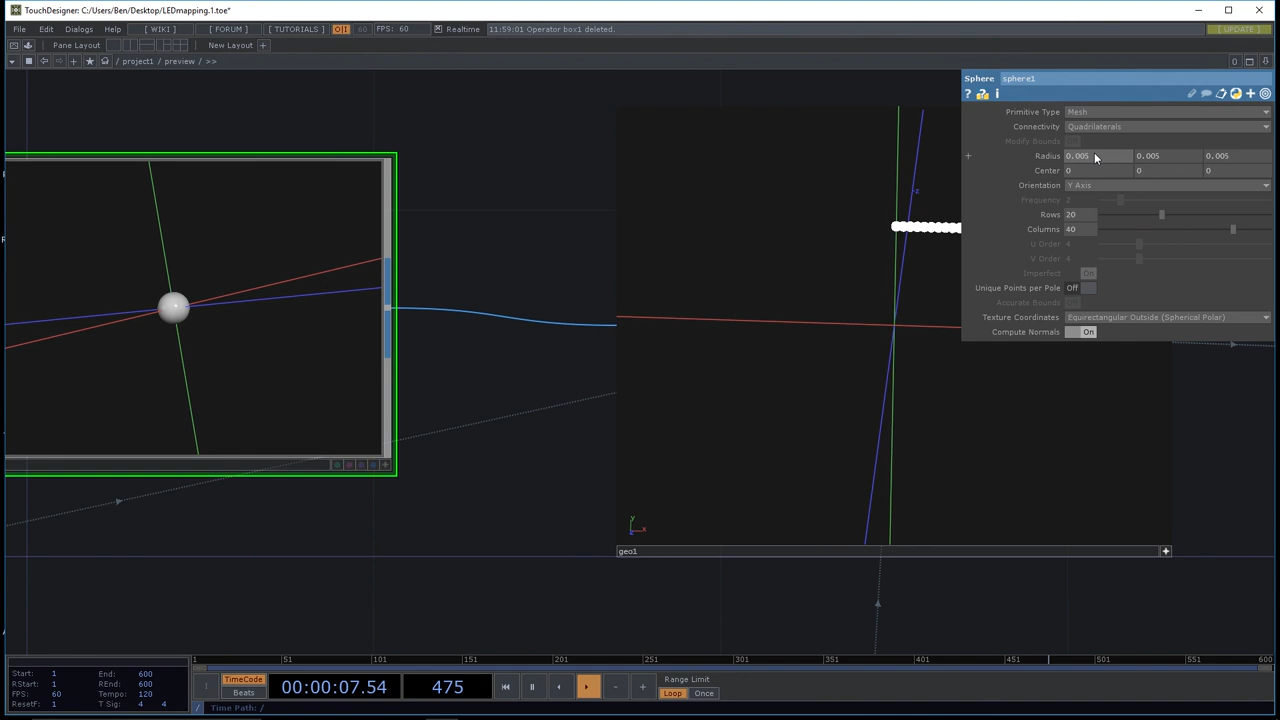 TouchDesigner: C:/Users/Ben/Desktop/LEDmapping.1.toe*
File Edit Dialogs Help [ WIKI ] [ FORUM ] [ TUTORIALS ] O|I 60 FPS: 60 Realtime 11:59:01 Operator box1 deleted. [ UPDATE ]
Pane Layout New Layout +
/ project1 / preview / >> 0
Sphere sphere1
? i
Primitive Type Mesh
Connectivity Quadrilaterals
Modify Bounds
+ Radius 0.005 0.005 0.005
Center 0 0 0
Orientation Y Axis
Frequency 2
Rows 20
Columns 40
U Order 4
V Order 4
Imperfect On
Unique Points per Pole Off
Accurate Bounds
Texture Coordinates Equirectangular Outside (Spherical Polar)
Compute Normals On
z
y
x
geo1
1 51 101 151 201 251 301 351 401 451 501 551 600
Start: 1 End: 600
RStart: 1 REnd: 600
FPS: 60 Tempo: 120
ResetF: 1 T Sig: 4 4
TimeCode
Beats
00:00:07.54
475
Range Limit
Loop Once
/ Time Path: /